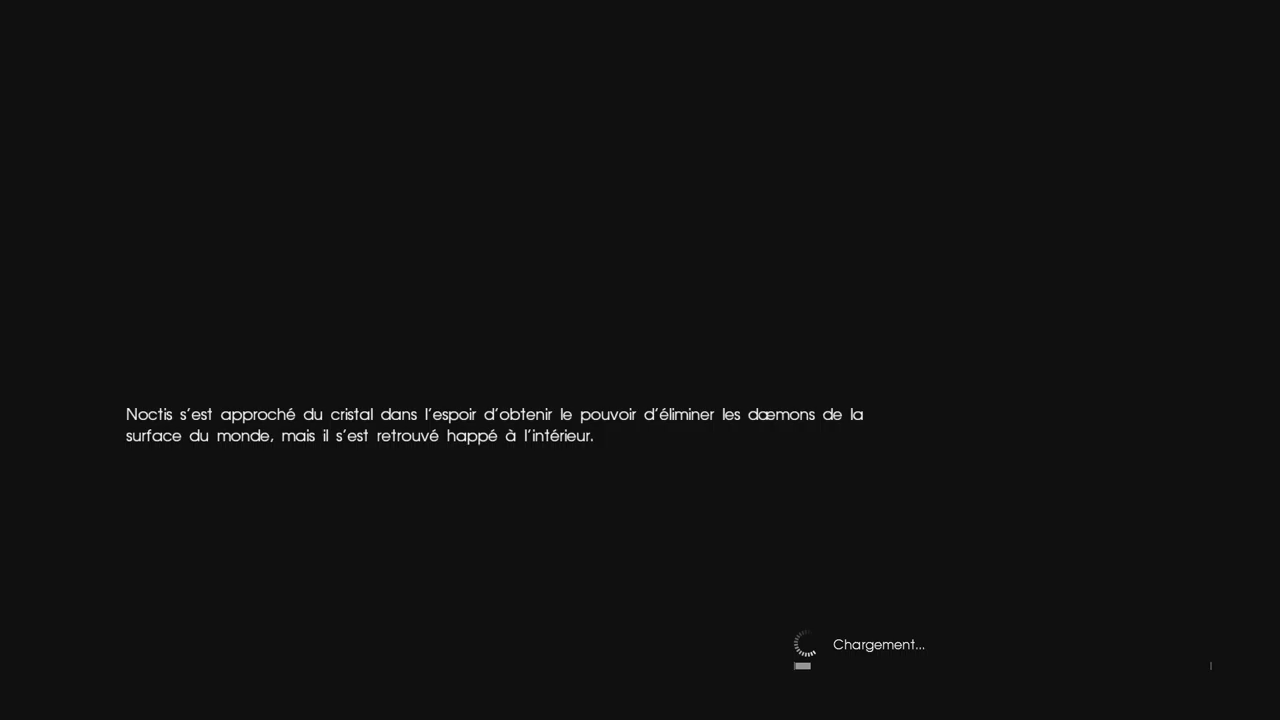 Noctis s'est approché du cristal dans l'espoir d'obtenir le pouvoir d'éliminer les dæmons de la
surface du monde, mais il s'est retrouvé happé à l'intérieur.
Chargement...